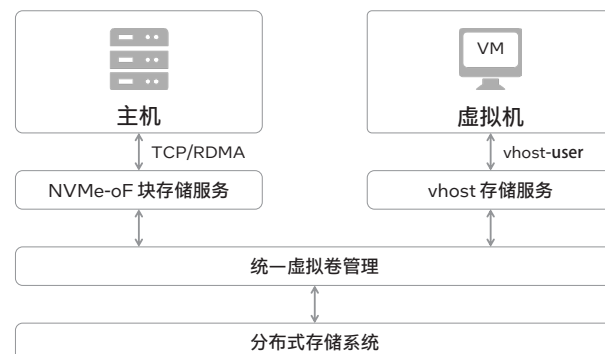 VM
主机
虚拟机
TCP/RDMA
vhost-user
NVMe-oF 块存储服务
vhost 存储服务
统一虚拟卷管理
分布式存储系统